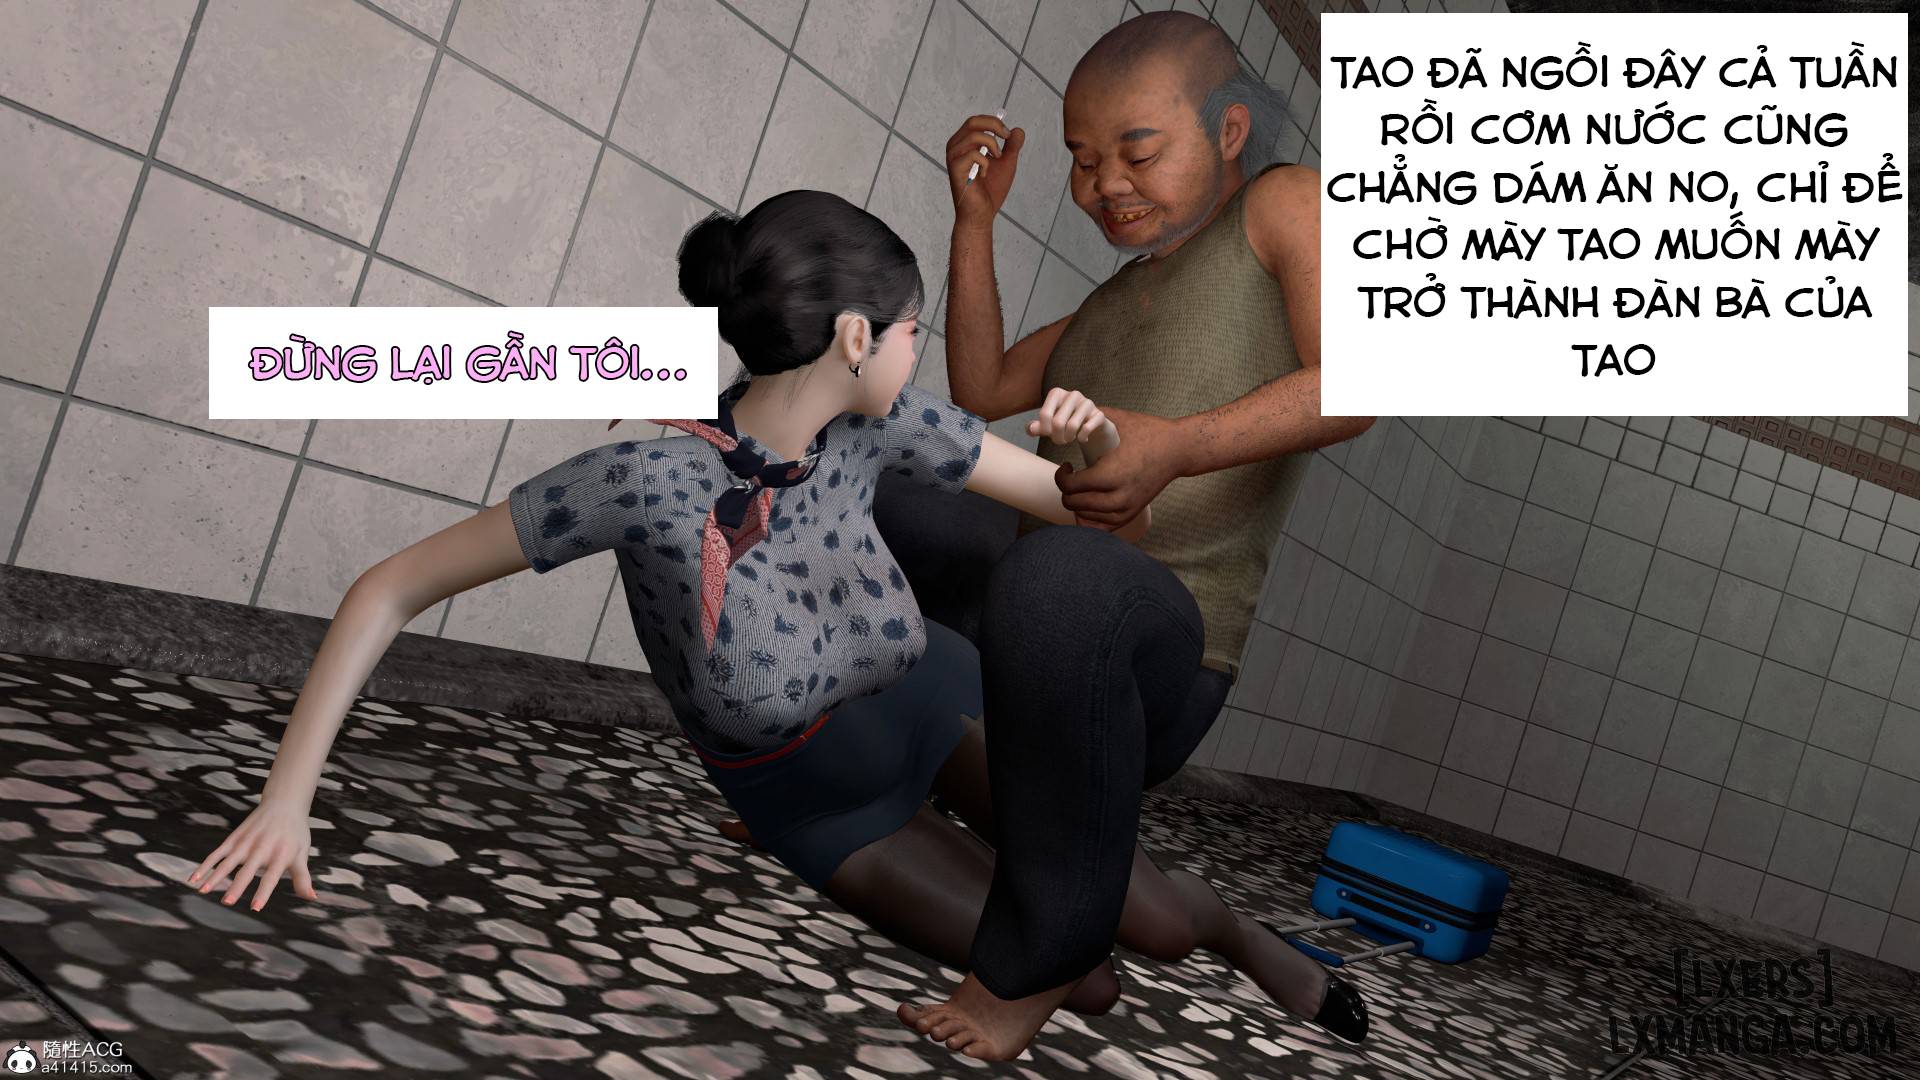 TAO ĐÃ NGỒI ĐÂY CẢ TUẦN
RỒI CƠM NƯỚC CŨNG
CHẲNG DÁM ĂN NO, CHỈ ĐỂ
CHỜ MÀY TAO MUỐN MÀY
TRỞ THÀNH ĐÀN BÀ CỦA
TAO
ĐỪNG LẠI GẦN TÔI...
[LXERS]
LXMANGA.COM
隨性ACG
a41415.com